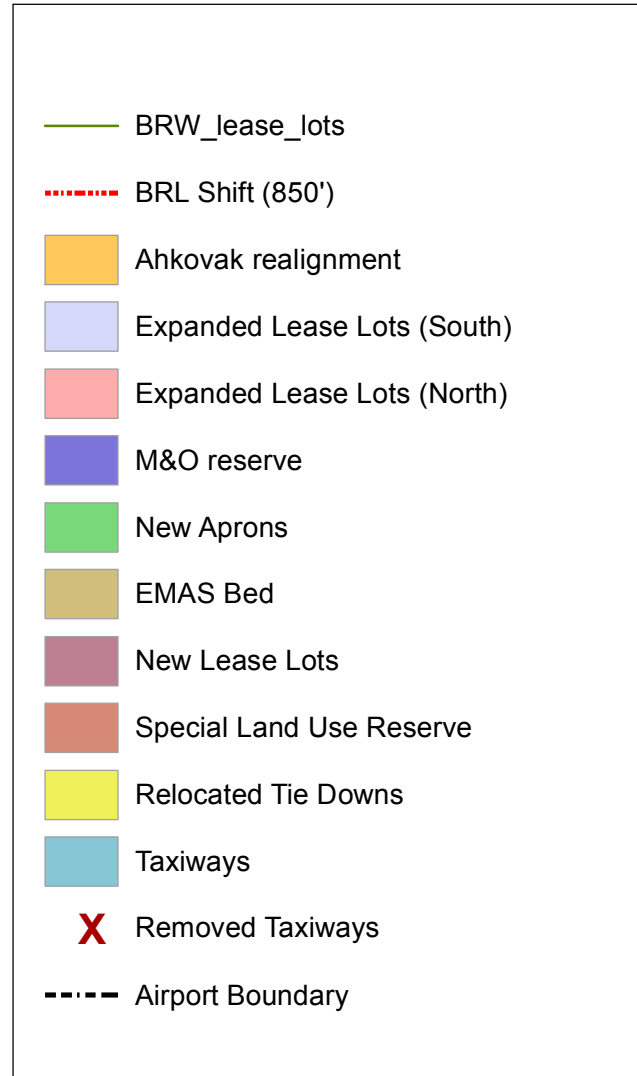 BRW_lease_lots
BRL Shift (850')
Ahkovak realignment
Expanded Lease Lots (South)
Expanded Lease Lots (North)
M&O reserve
New Aprons
EMAS Bed
New Lease Lots
Special Land Use Reserve
Relocated Tie Downs
Taxiways
X Removed Taxiways
Airport Boundary